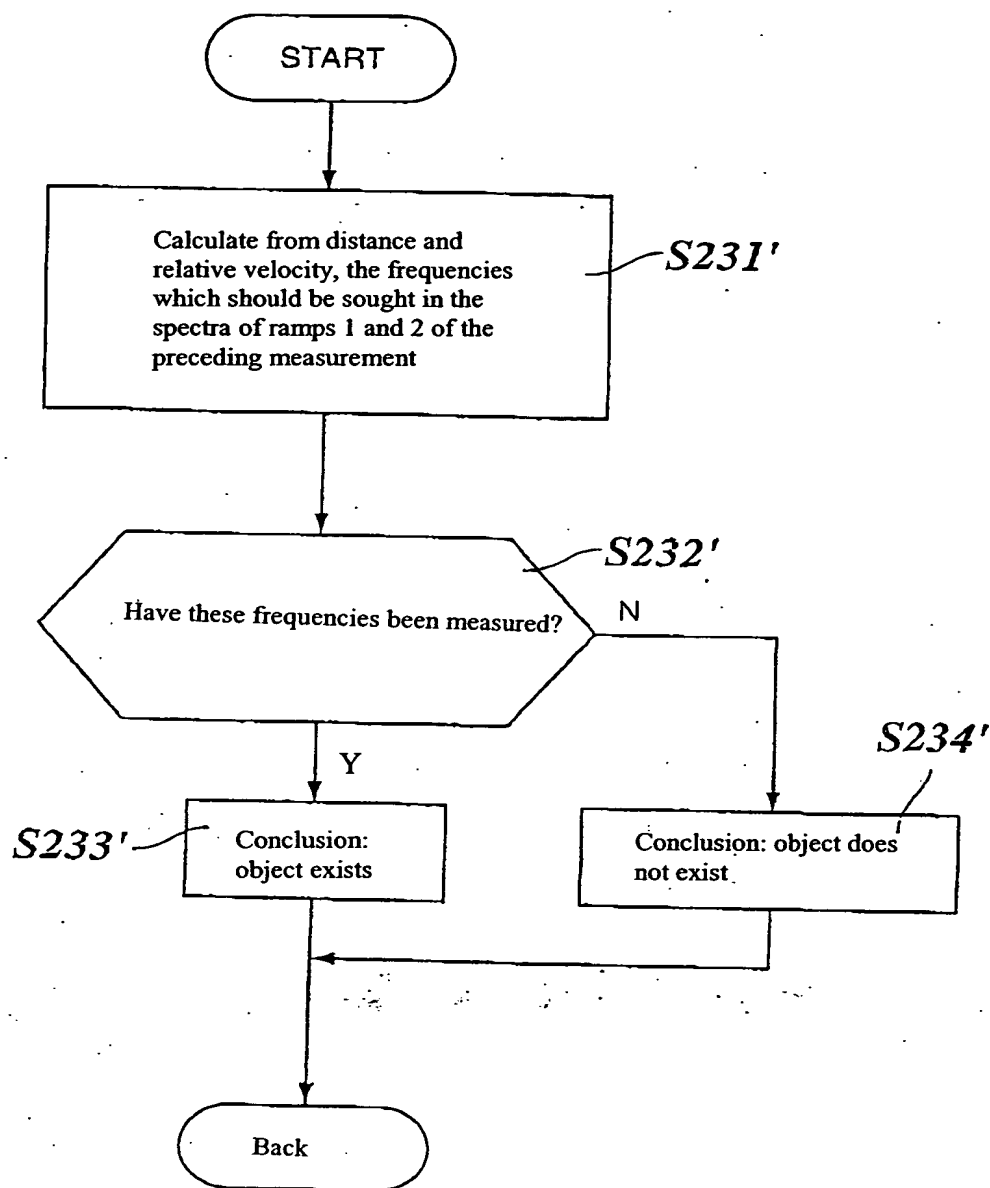 START
Calculate from distance and
relative velocity, the frequencies
which should be sought in the
spectra of ramps 1 and 2 of the
preceding measurement
S231'
S232'
Have these frequencies been measured?
N
Y
S234'
S233'
Conclusion:
object exists
Conclusion: object does
not exist
Back